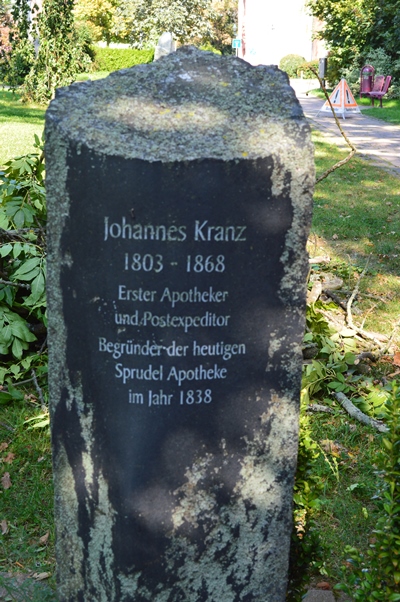 Johannes Kranz
1803 - 1868
Erster Apotheker
und Postexpeditor
Begründer der heutigen
Sprudel Apotheke
im Jahr 1838